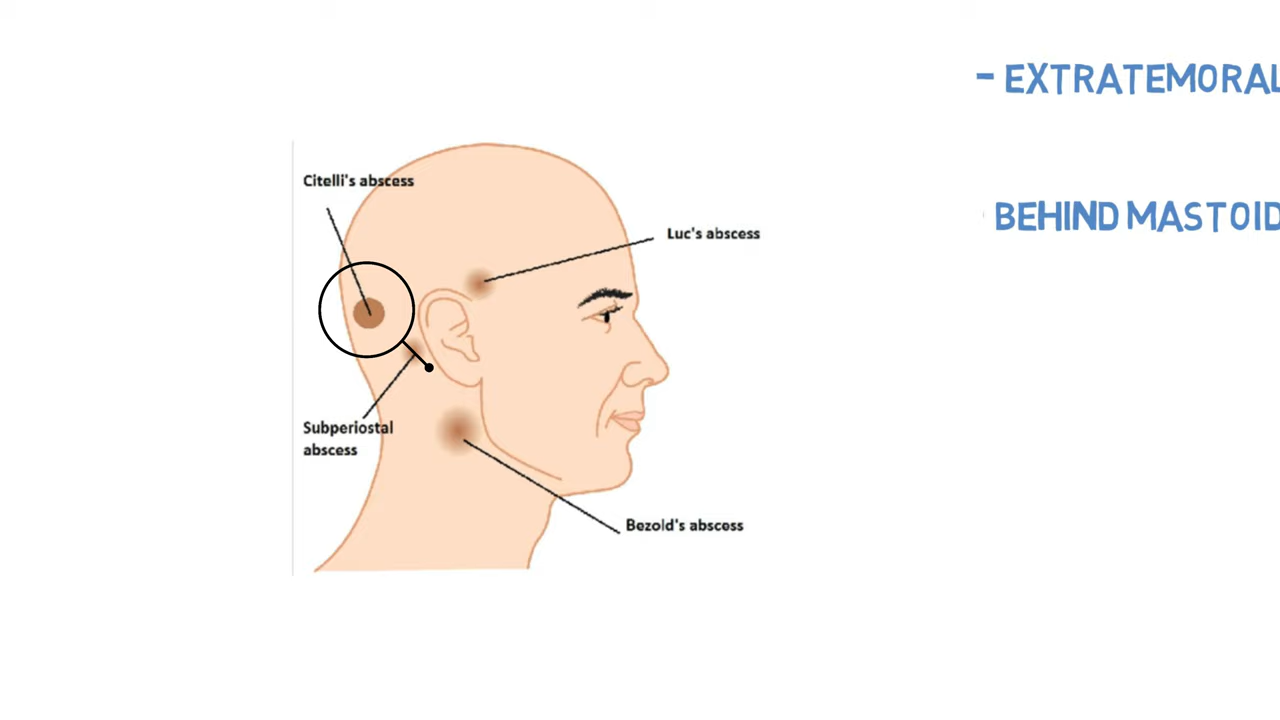 - EXTRATEMORAL
Citelli's abscess
BEHIND MASTOID
Luc's abscess
Subperiostal
abscess
Bezold's abscess